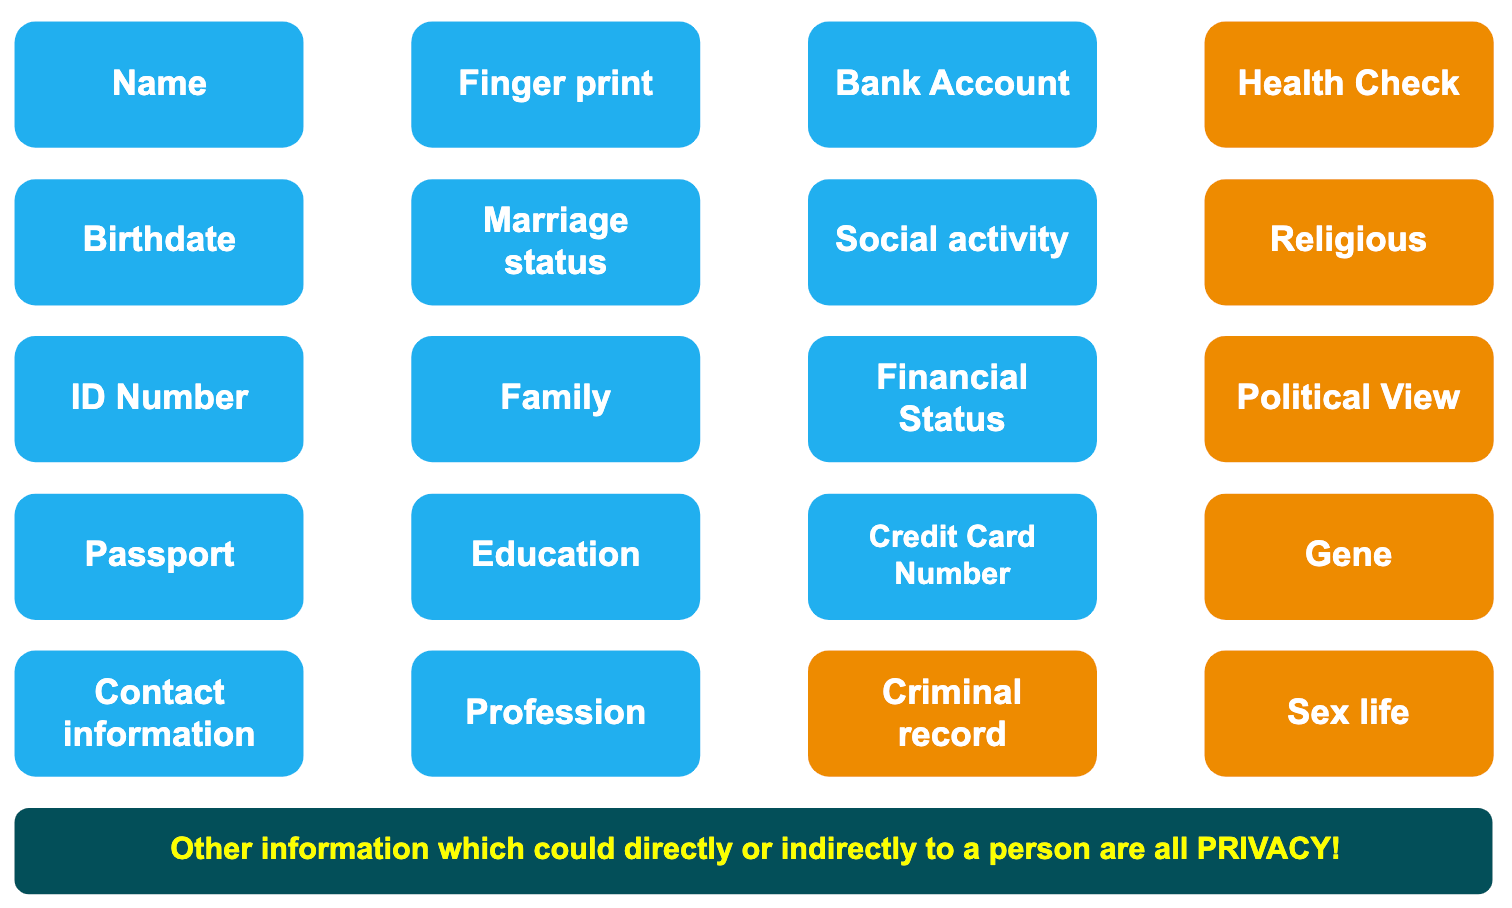 Name
Finger print
Bank Account
Health Check
Birthdate
Marriage
status
Social activity
Religious
ID Number
Family
Financial
Status
Political View
Passport
Education
Credit Card
Number
Gene
Contact
information
Profession
Criminal
record
Sex life
Other information which could directly or indirectly to a person are all PRIVACY!